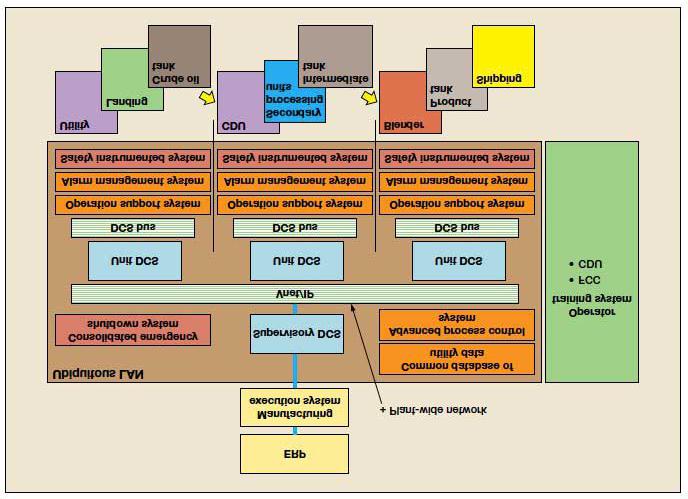 ERP
Manufacturing
execution system
+ Plant-wide network
Ubiquitous LAN
Consolidated emergency
shutdown system
Supervisory DCS
Common database of
utility data
Advanced process control
system
Operator
training system
• FCC
• CDU
Vnet/IP
Unit DCS
Unit DCS
Unit DCS
DCS bus
DCS bus
DCS bus
Operation support system
Operation support system
Operation support system
Alarm management system
Alarm management system
Alarm management system
Safety instrumented system
Safety instrumented system
Safety instrumented system
Utility
Landing
Crude oil
tank
CDU
Secondary
processing
units
Intermediate
tank
Blender
Product
tank
Shipping